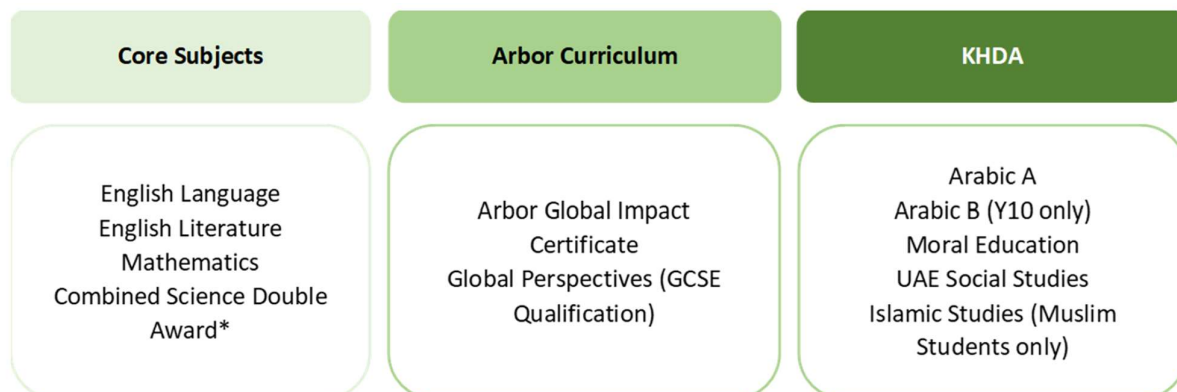 Core Subjects
Arbor Curriculum
KHDA
English Language
English Literature
Mathematics
Combined Science Double
Award*
Arbor Global Impact
Certificate
Global Perspectives (GCSE
Qualification)
Arabic A
Arabic B (Y10 only)
Moral Education
UAE Social Studies
Islamic Studies (Muslim
Students only)